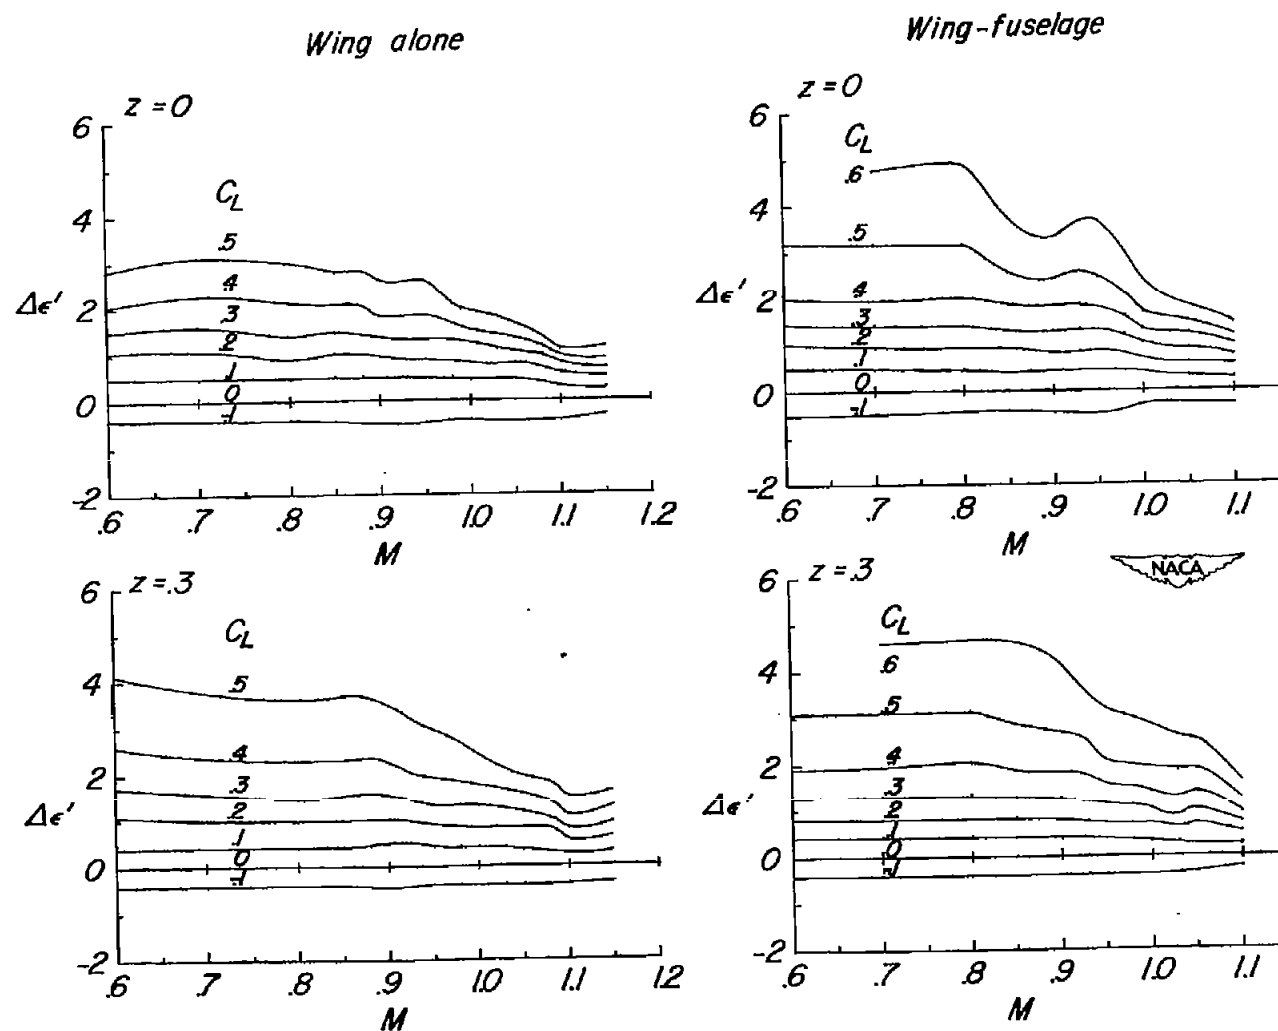 Wing alone
Wing-fuselage
z = 0
6
4
2
0
-2
Δϵ'
C_L
.5
.4
.3
.2
.1
0
-.1
.6 .7 .8 .9 1.0 1.1 1.2
M
z = 0
6
4
2
0
-2
Δϵ'
C_L
.6
.5
.4
.3
.2
.1
0
-.1
.6 .7 .8 .9 1.0 1.1
M
NACA
z = .3
6
4
2
0
-2
Δϵ'
C_L
.5
.4
.3
.2
.1
0
-.1
.6 .7 .8 .9 1.0 1.1 1.2
M
z = .3
6
4
2
0
-2
Δϵ'
C_L
.6
.5
.4
.3
.2
.1
0
-.1
.6 .7 .8 .9 1.0 1.1
M